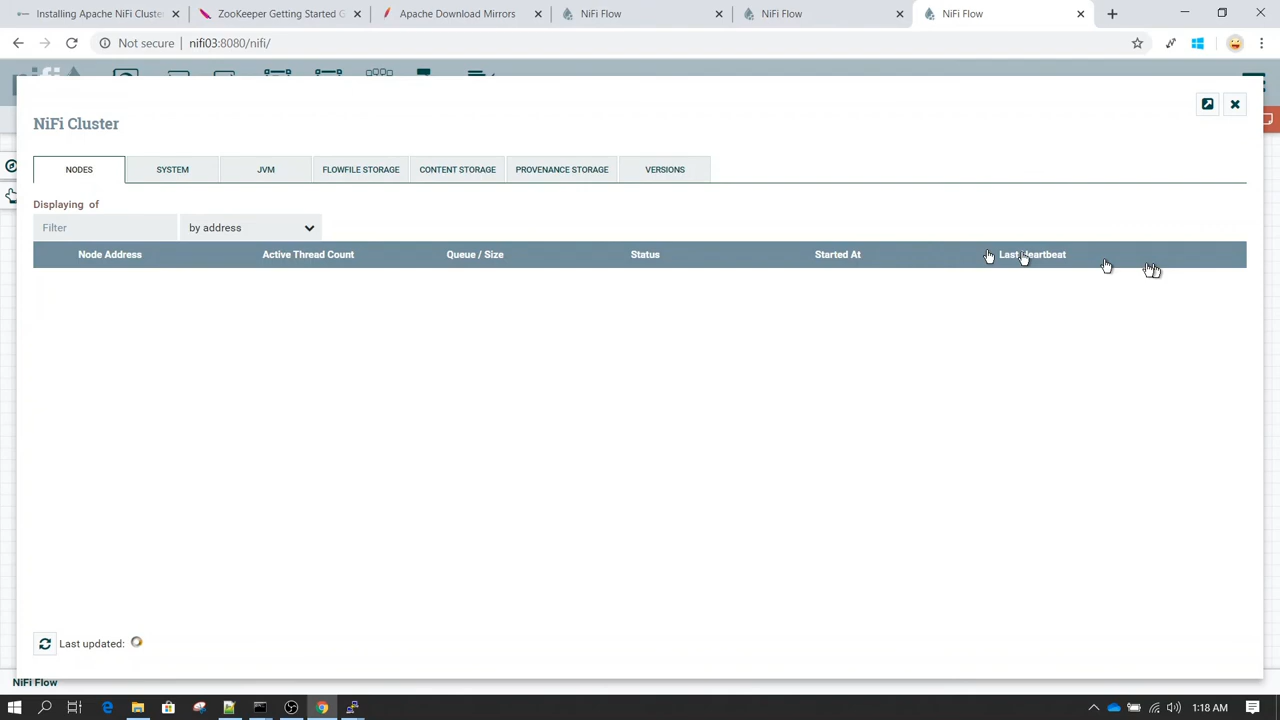 Installing Apache NiFi Cluster
ZooKeeper Getting Started G
Apache Download Mirrors
NiFi Flow
NiFi Flow
NiFi Flow
Not secure
nifi03:8080/nifi/
NiFi Cluster
NODES
SYSTEM
JVM
FLOWFILE STORAGE
CONTENT STORAGE
PROVENANCE STORAGE
VERSIONS
Displaying of
Filter
by address
Node Address
Active Thread Count
Queue / Size
Status
Started At
Last Heartbeat
Last updated:
NiFi Flow
1:18 AM